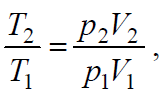 T₂/T₁ = p₂V₂/p₁V₁ ,